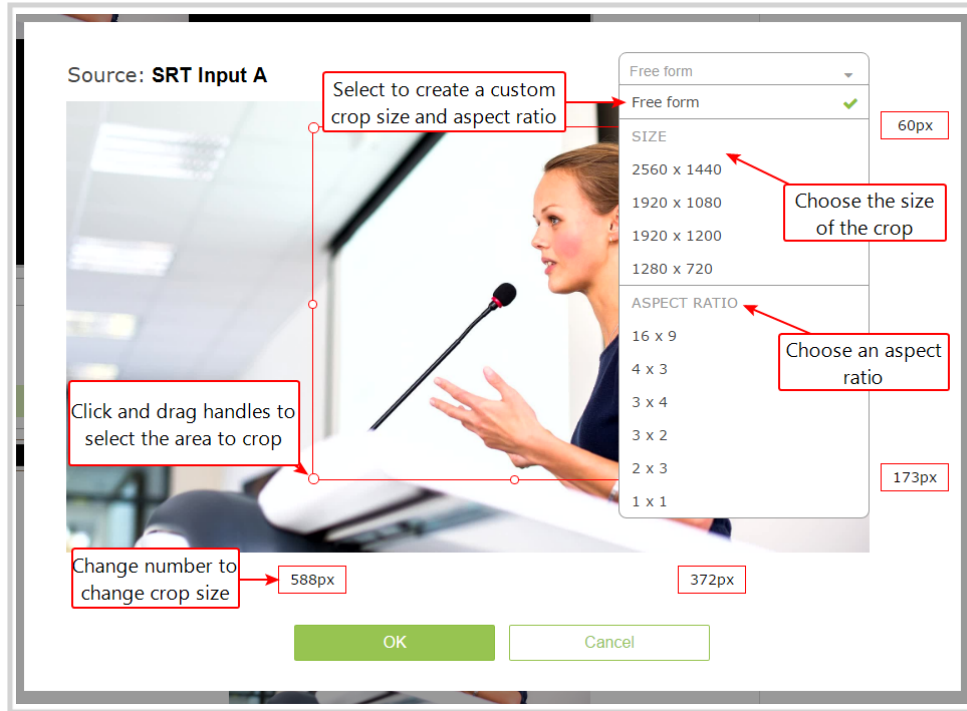 Source: SRT Input A
Free form
Select to create a custom
crop size and aspect ratio
Free form
60px
SIZE
2560 x 1440
Choose the size
of the crop
1920 x 1080
1920 x 1200
1280 x 720
ASPECT RATIO
16 x 9
Choose an aspect
ratio
4 x 3
3 x 4
Click and drag handles to
select the area to crop
3 x 2
2 x 3
173px
1 x 1
Change number to
change crop size
588px
372px
OK
Cancel